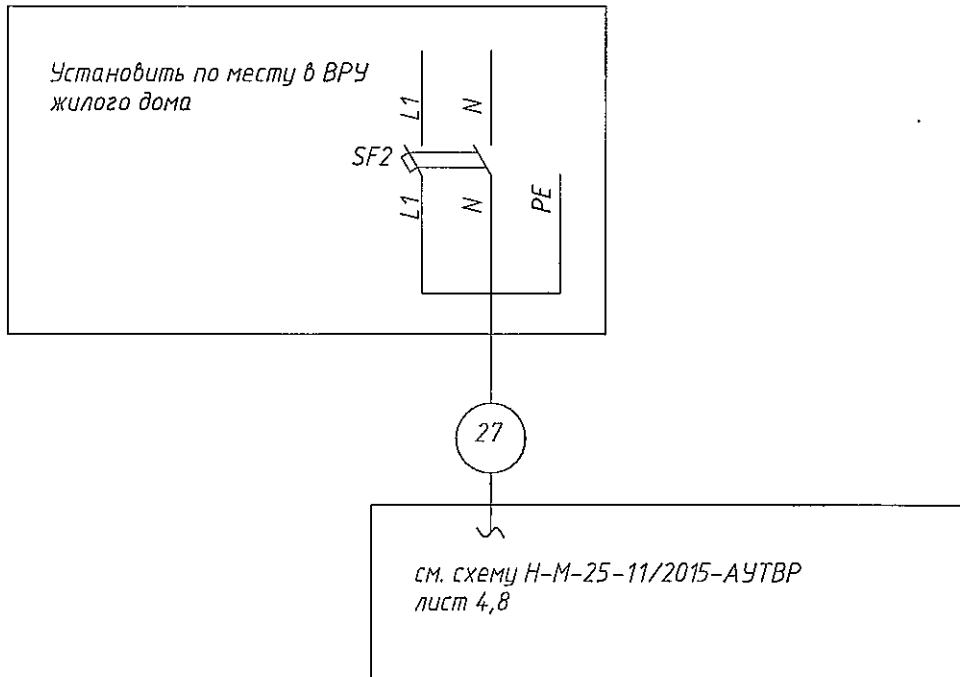 Установить по месту в ВРУ
жилого дома
L1
N
SF2
L1
N
PE
27
см. схему Н-М-25-11/2015-АУТВР
лист 4,8